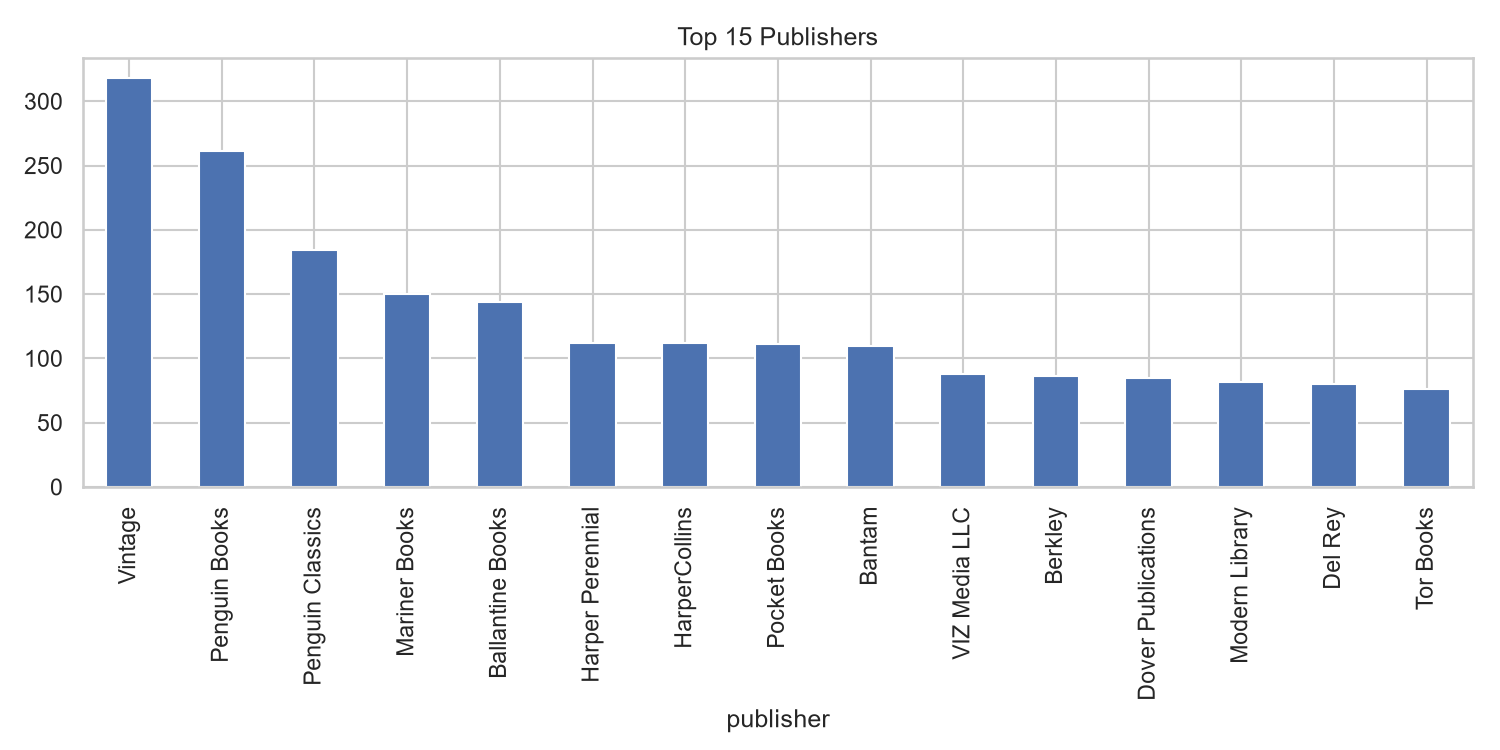 Top 15 Publishers
300
250
200
150
100
50
0
Vintage
Penguin Books
Penguin Classics
Mariner Books
Ballantine Books
Harper Perennial
HarperCollins
Pocket Books
Bantam
VIZ Media LLC
Berkley
Dover Publications
Modern Library
Del Rey
Tor Books
publisher